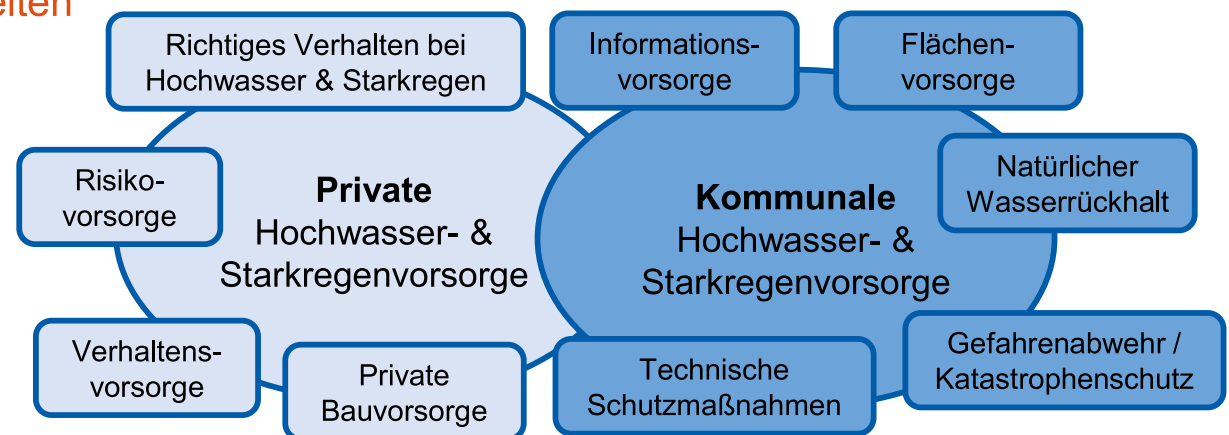 eiten
Richtiges Verhalten bei
Hochwasser & Starkregen
Informations-
vorsorge
Flächen-
vorsorge
Risiko-
vorsorge
Private
Hochwasser- &
Starkregenvorsorge
Kommunale
Hochwasser- &
Starkregenvorsorge
Natürlicher
Wasserrückhalt
Verhaltens-
vorsorge
Private
Bauvorsorge
Technische
Schutzmaßnahmen
Gefahrenabwehr /
Katastrophenschutz